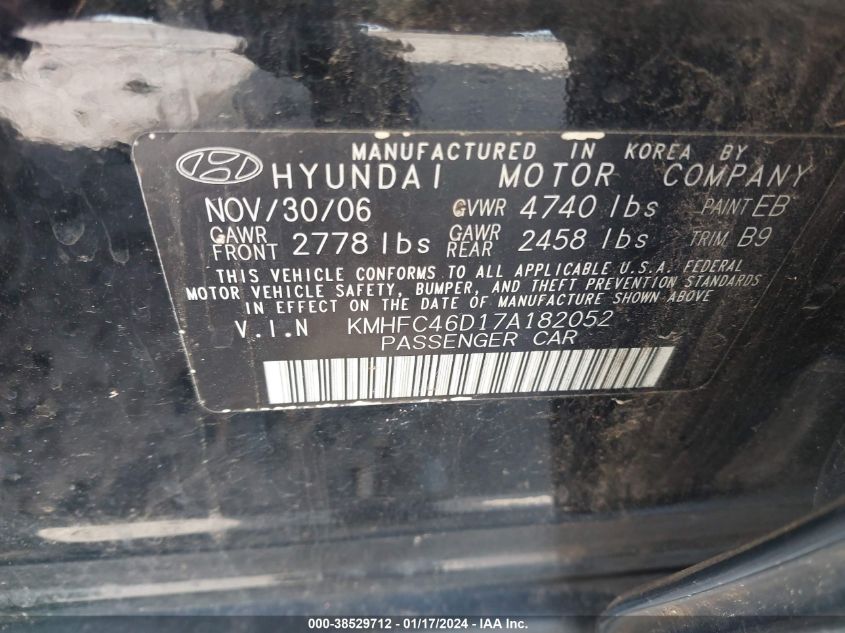 MANUFACTURED IN KOREA BY
HYUNDAI MOTOR COMPANY
NOV/30/06 GVWR 4740 lbs PAINT EB
GAWR FRONT 2778 lbs GAWR REAR 2458 lbs TRIM B9
THIS VEHICLE CONFORMS TO ALL APPLICABLE U.S.A. FEDERAL
MOTOR VEHICLE SAFETY, BUMPER, AND THEFT PREVENTION STANDARDS
IN EFFECT ON THE DATE OF MANUFACTURE SHOWN ABOVE
V.I.N KMHFC46D17A182052
PASSENGER CAR
000-38529712 - 01/17/2024 - IAA Inc.